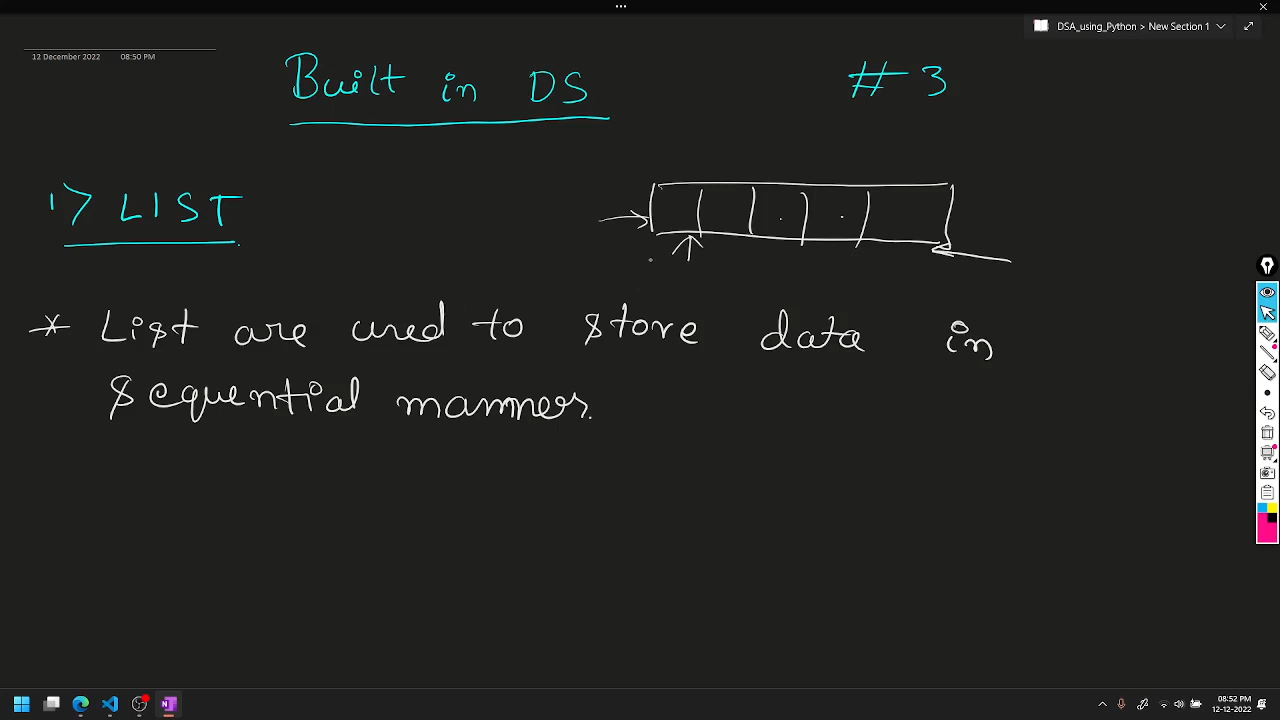 DSA_using_Python > New Section 1
12 December 2022 08:50 PM
Built in DS # 3
1> LIST
* List are used to store data in
sequential manner.
08:52 PM
12-12-2022